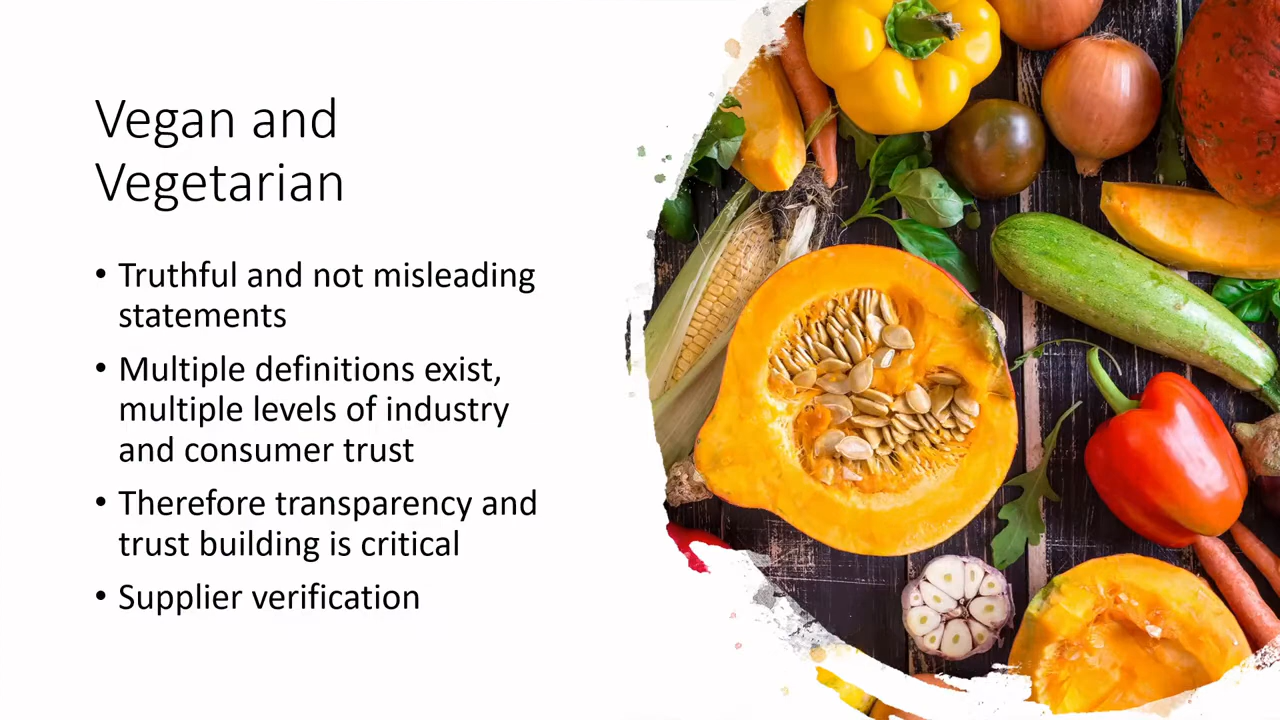 Vegan and
Vegetarian
• Truthful and not misleading
statements
• Multiple definitions exist,
multiple levels of industry
and consumer trust
• Therefore transparency and
trust building is critical
• Supplier verification